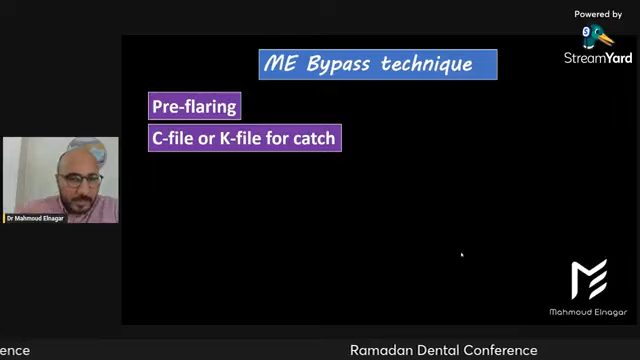 Powered by
StreamYard
ME Bypass technique
Pre-flaring
C-file or K-file for catch
Dr Mahmoud Elnagar
Mahmoud Elnagar
ence
Ramadan Dental Conference